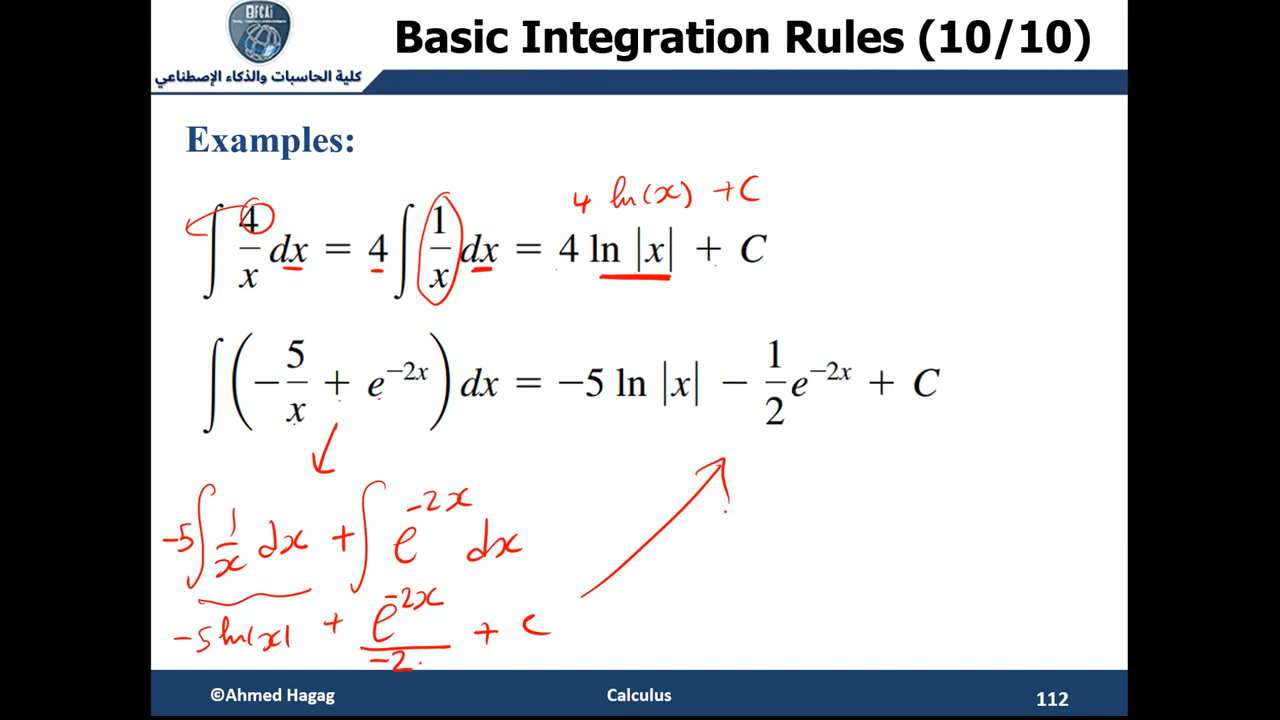 FCAi
كلية الحاسبات والذكاء الإصطناعي
Basic Integration Rules (10/10)
Examples:
4 ln(x) + C
∫ 4/x dx = 4 ∫ 1/x dx = 4 ln |x| + C
∫ (− 5/x + e^{−2x}) dx = −5 ln |x| − 1/2 e^{−2x} + C
-5 ∫ 1/x dx + ∫ e^{-2x} dx
-5 ln|x| + e^{-2x}/-2 + C
©Ahmed Hagag
Calculus
112